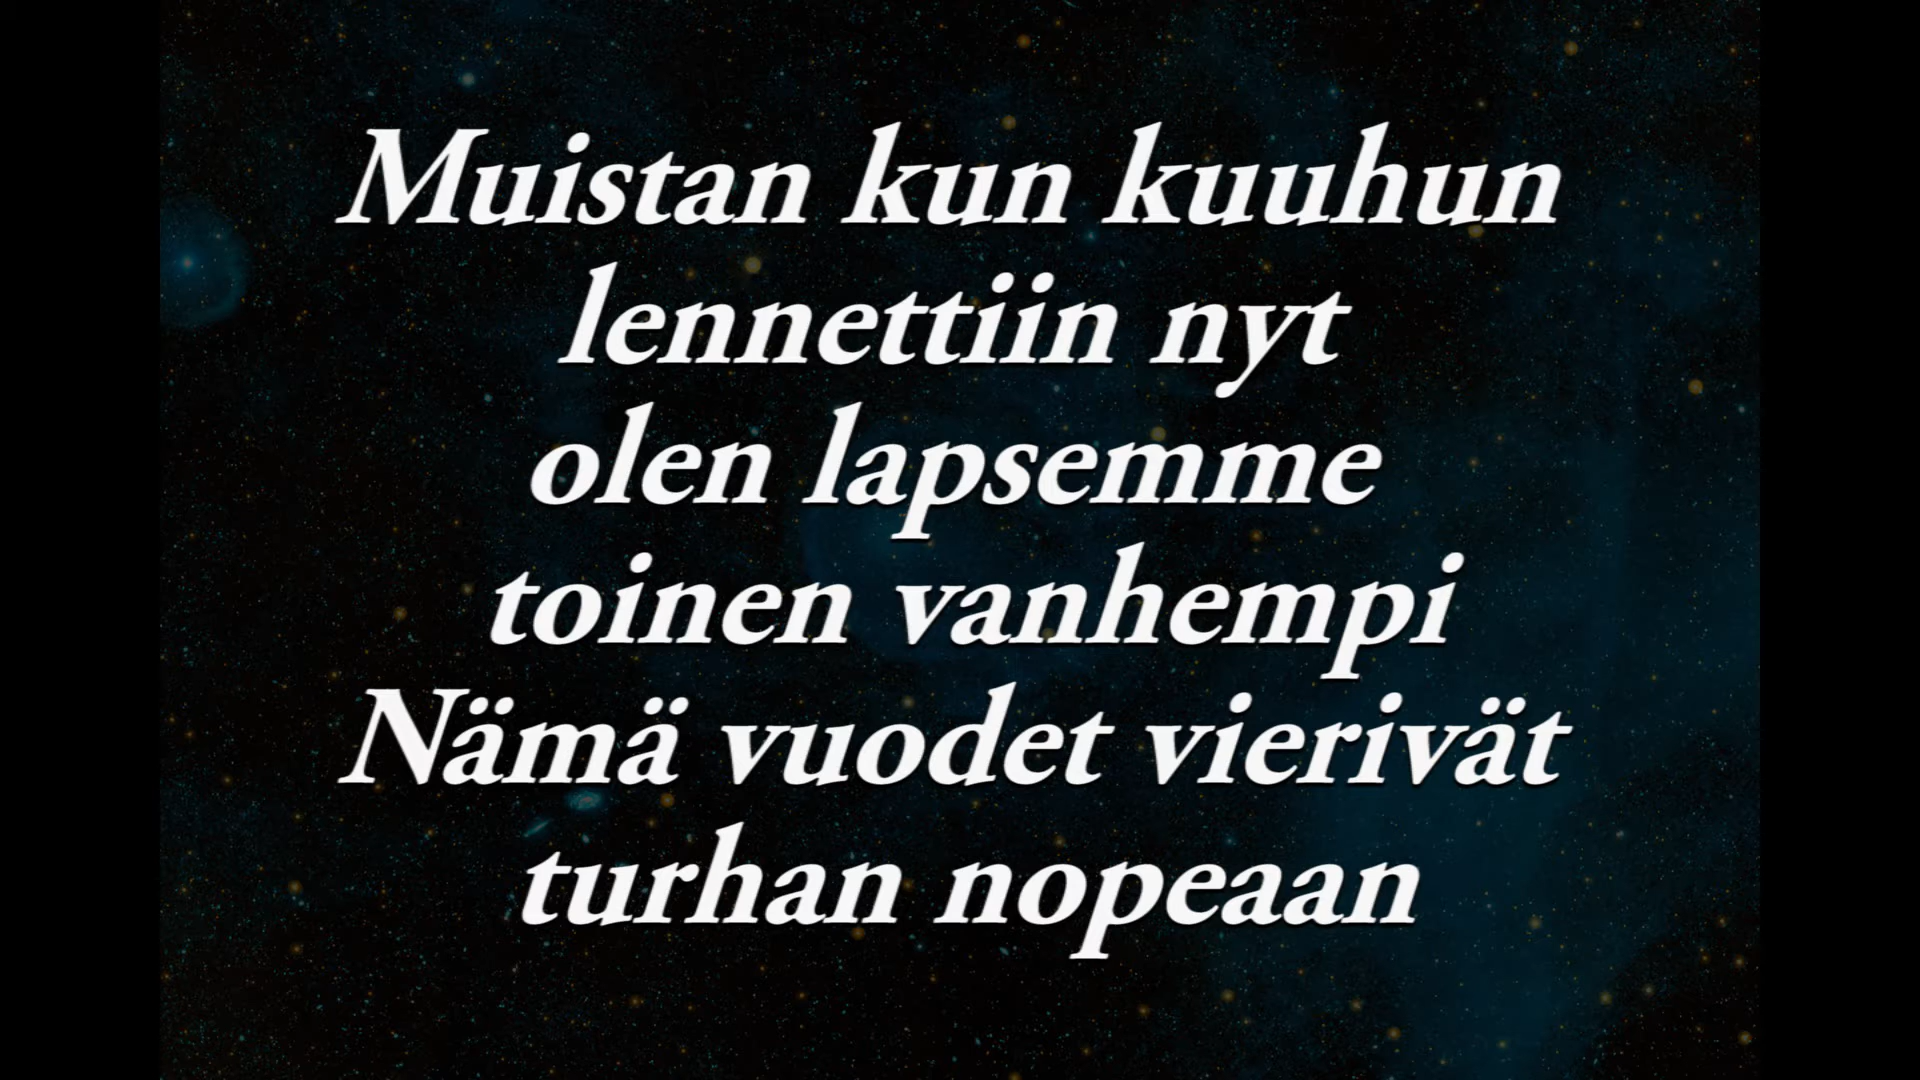 Muistan kun kuuhun
lennettiin nyt
olen lapsemme
toinen vanhempi
Nämä vuodet vierivät
turhan nopeaan